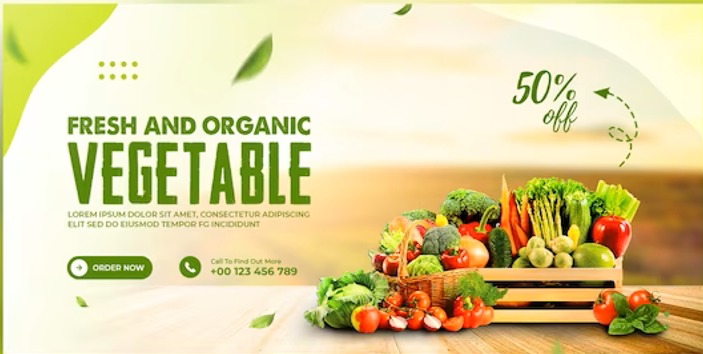 FRESH AND ORGANIC
VEGETABLE
LOREM IPSUM DOLOR SIT AMET, CONSECTETUR ADIPISCING
ELIT SED DO EIUSMOD TEMPOR FG INCIDIDUNT
ORDER NOW
Call To Find Out More
+00 123 456 789
50%
off